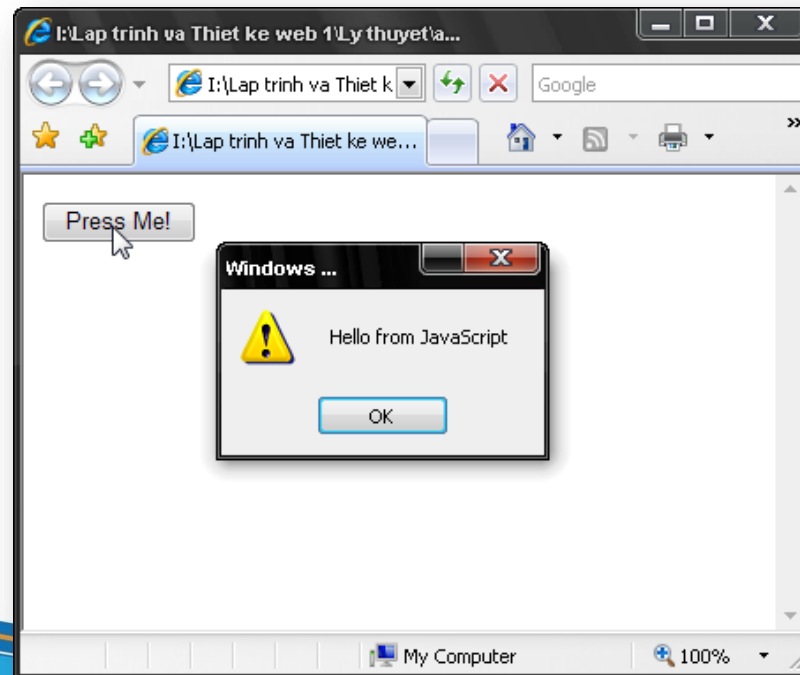 I:\Lap trinh va Thiet ke web 1\Ly thuyet\a...
I:\Lap trinh va Thiet k
Google
I:\Lap trinh va Thiet ke we...
»
Press Me!
Windows ...
Hello from JavaScript
OK
My Computer
100%